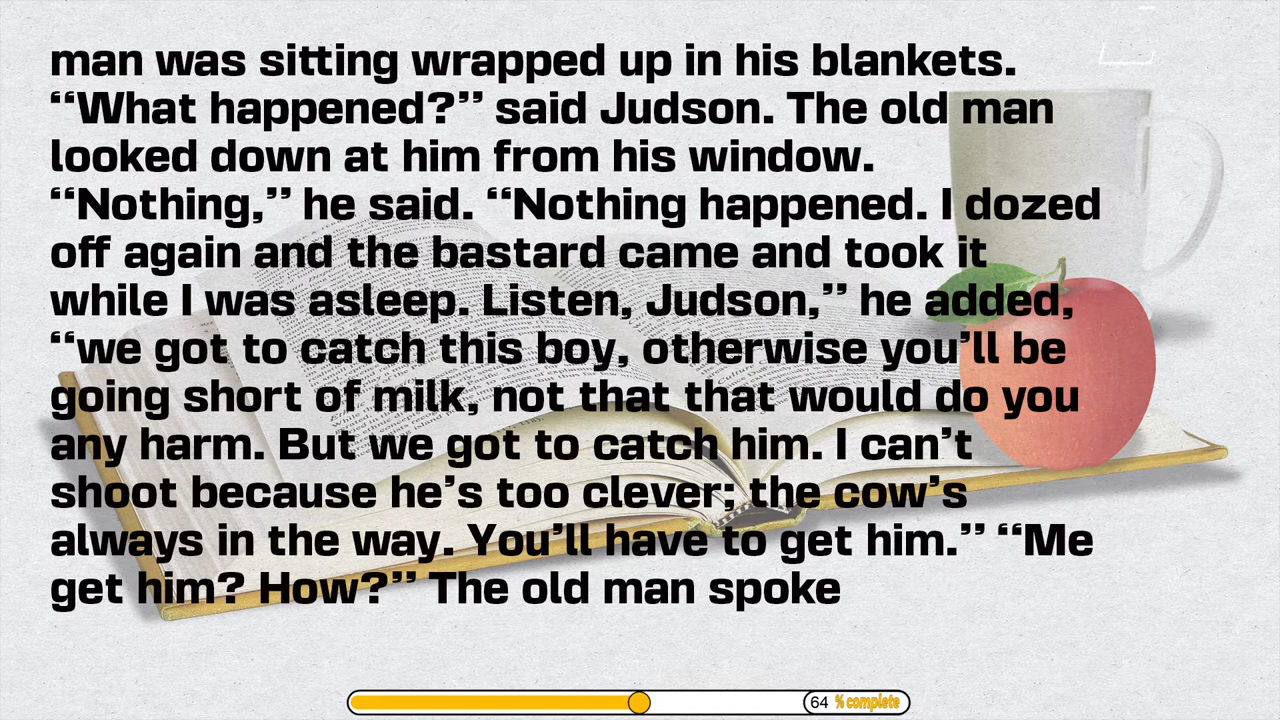 man was sitting wrapped up in his blankets.
“What happened?” said Judson. The old man
looked down at him from his window.
“Nothing,” he said. “Nothing happened. I dozed
off again and the bastard came and took it
while I was asleep. Listen, Judson,” he added,
“we got to catch this boy, otherwise you’ll be
going short of milk, not that that would do you
any harm. But we got to catch him. I can’t
shoot because he’s too clever; the cow’s
always in the way. You’ll have to get him.” “Me
get him? How?” The old man spoke
64 % complete